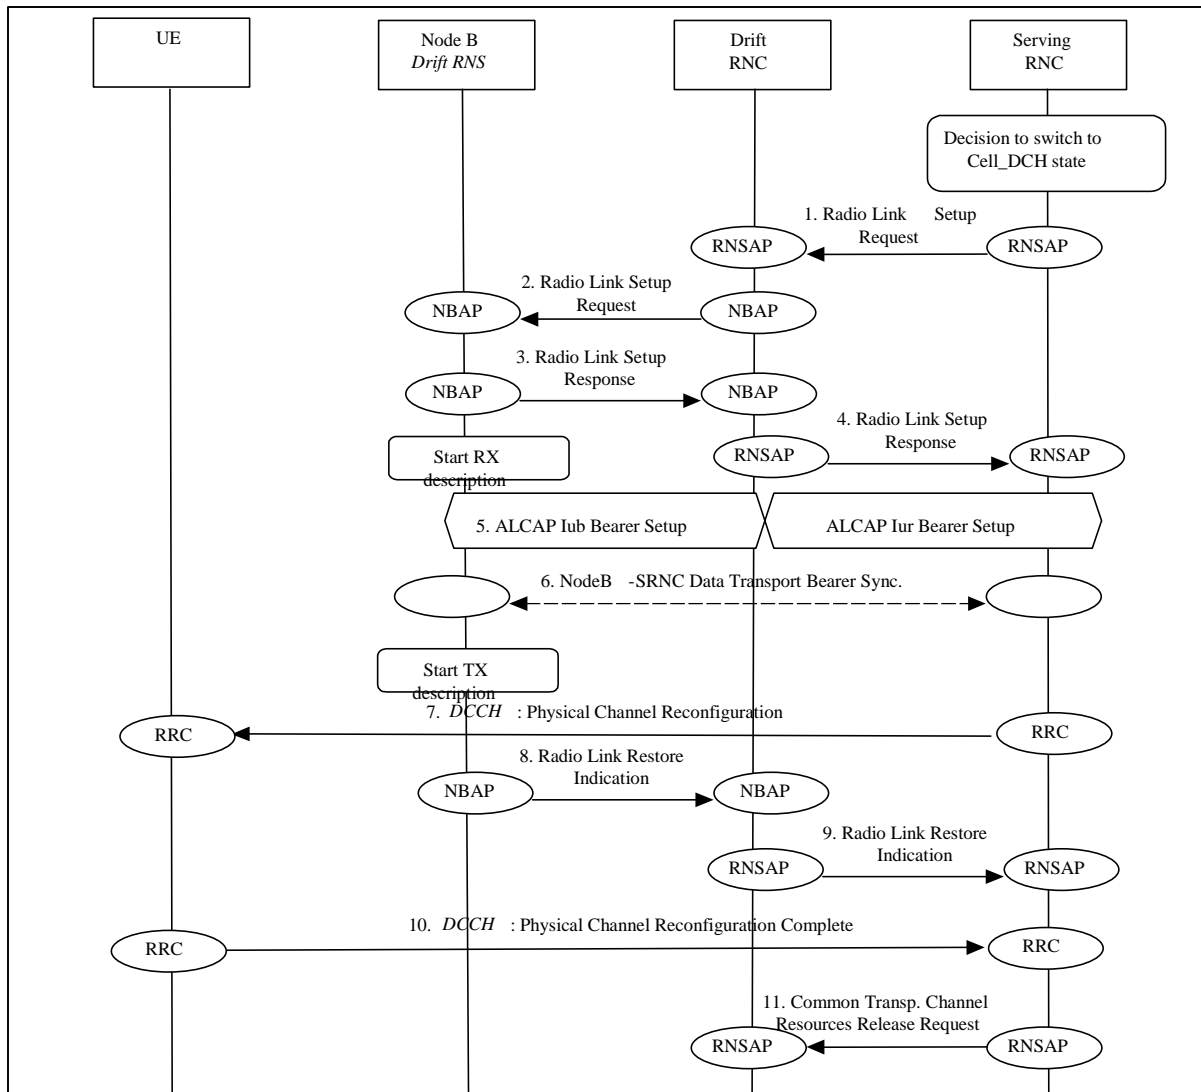 UE
Node B
Drift RNS
Drift
RNC
Serving
RNC
Decision to switch to
Cell_DCH state
1. Radio Link Setup
Request
RNSAP
RNSAP
2. Radio Link Setup
Request
NBAP
NBAP
3. Radio Link Setup
Response
NBAP
NBAP
4. Radio Link Setup
Response
RNSAP
RNSAP
Start RX
description
5. ALCAP Iub Bearer Setup
ALCAP Iur Bearer Setup
6. NodeB -SRNC Data Transport Bearer Sync.
Start TX
description
7. DCCH : Physical Channel Reconfiguration
RRC
RRC
8. Radio Link Restore
Indication
NBAP
NBAP
9. Radio Link Restore
Indication
RNSAP
RNSAP
10. DCCH : Physical Channel Reconfiguration Complete
RRC
RRC
11. Common Transp. Channel
Resources Release Request
RNSAP
RNSAP